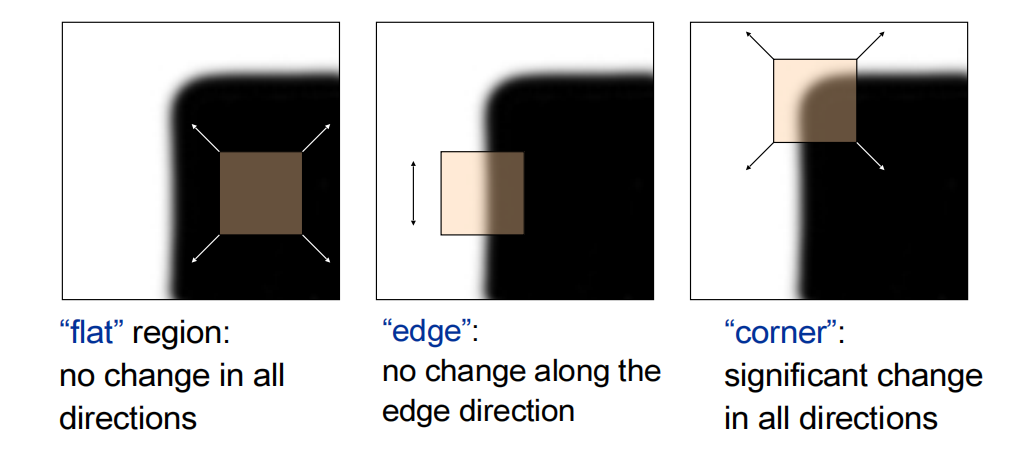 “flat” region:
no change in all
directions
“edge”:
no change along the
edge direction
“corner”:
significant change
in all directions